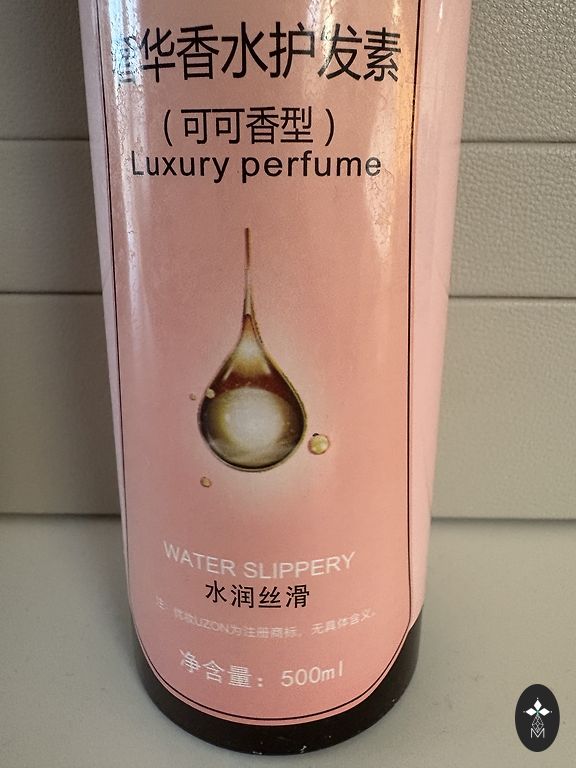 华香水护发素
（可可香型）
Luxury perfume
WATER SLIPPERY
水润丝滑
注：UZON为注册商标，无具体含义。
净含量：500ml
M